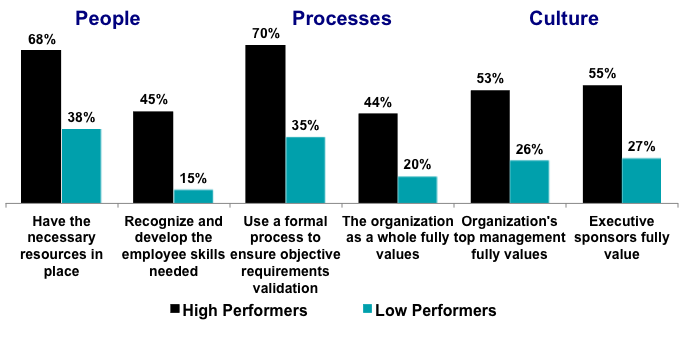 People Processes Culture
68% 38% 45% 15% 70% 35% 44% 20% 53% 26% 55% 27%
Have the
necessary
resources in
place
Recognize and
develop the
employee skills
needed
Use a formal
process to
ensure objective
requirements
validation
The organization
as a whole fully
values
Organization's
top management
fully values
Executive
sponsors fully
value
High Performers Low Performers